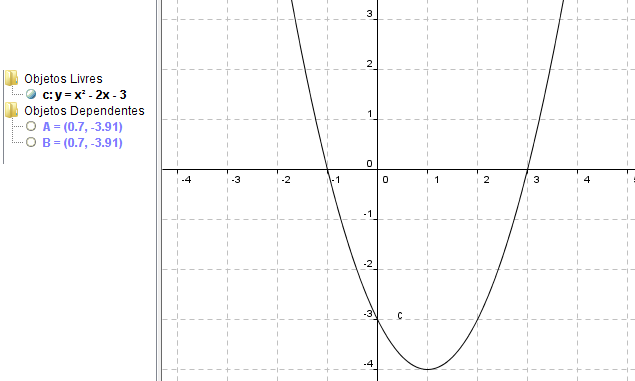 Objetos Livres
c: y = x² - 2x - 3
Objetos Dependentes
A = (0.7, -3.91)
B = (0.7, -3.91)
3
2
1
0
-4 -3 -2 -1 0 1 2 3 4 5
-1
-2
-3
c
-4